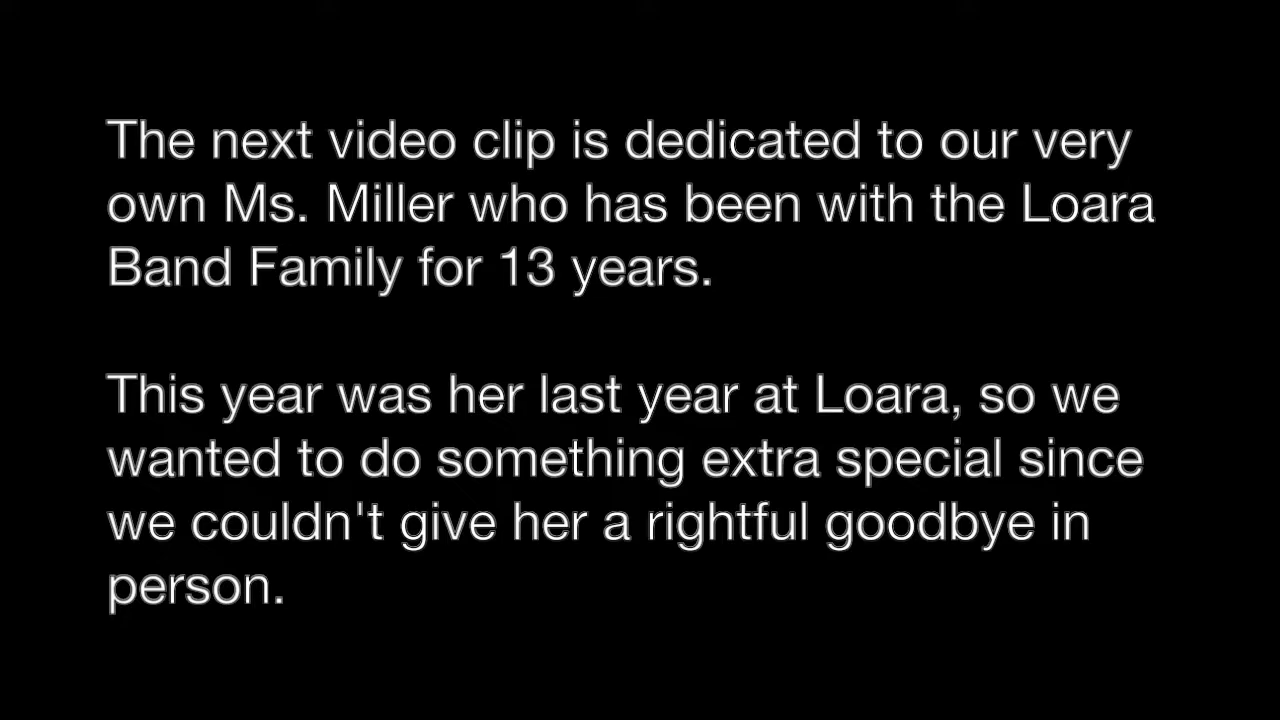 The next video clip is dedicated to our very
own Ms. Miller who has been with the Loara
Band Family for 13 years.
This year was her last year at Loara, so we
wanted to do something extra special since
we couldn't give her a rightful goodbye in
person.